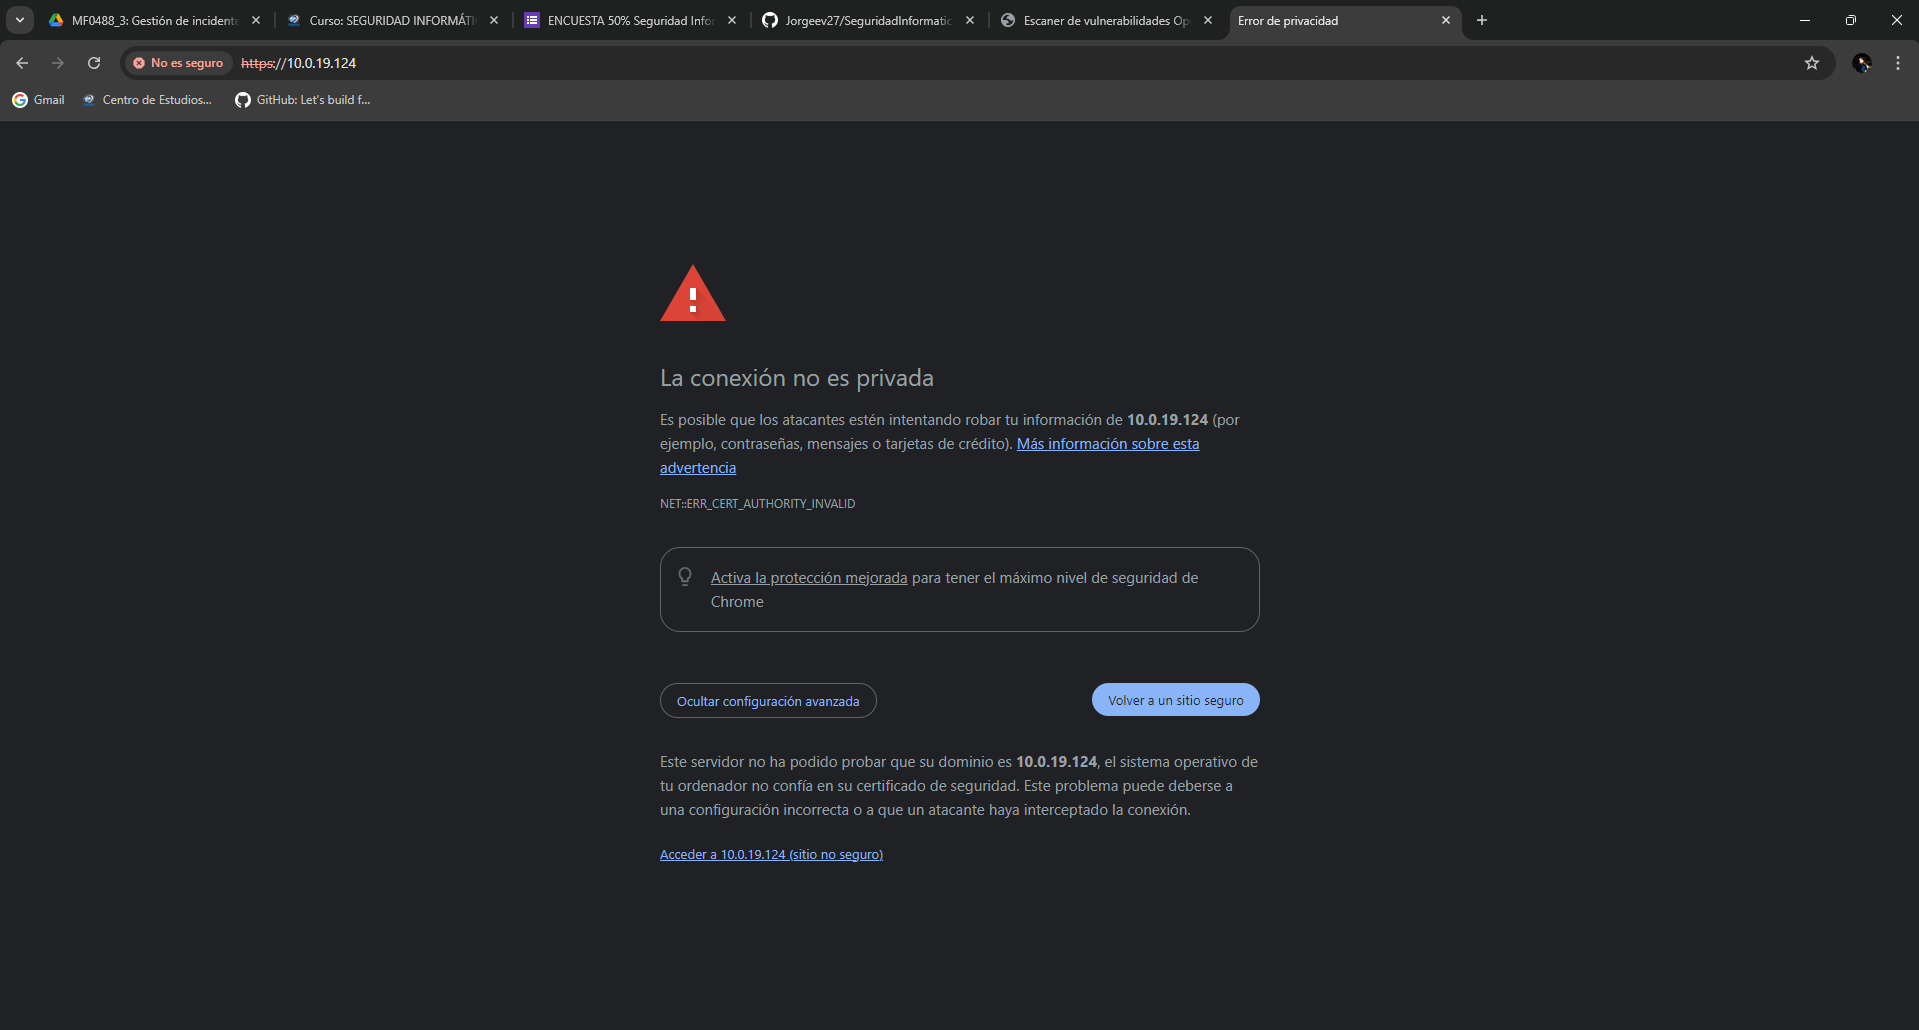 MF0488_3: Gestión de incidente
Curso: SEGURIDAD INFORMÁTI
ENCUESTA 50% Seguridad Infor
Jorgeev27/SeguridadInformatic
Escaner de vulnerabilidades Op
Error de privacidad
No es seguro
https://10.0.19.124
Gmail
Centro de Estudios...
GitHub: Let's build f...
La conexión no es privada
Es posible que los atacantes estén intentando robar tu información de 10.0.19.124 (por
ejemplo, contraseñas, mensajes o tarjetas de crédito). Más información sobre esta
advertencia
NET::ERR_CERT_AUTHORITY_INVALID
Activa la protección mejorada para tener el máximo nivel de seguridad de
Chrome
Ocultar configuración avanzada
Volver a un sitio seguro
Este servidor no ha podido probar que su dominio es 10.0.19.124, el sistema operativo de
tu ordenador no confía en su certificado de seguridad. Este problema puede deberse a
una configuración incorrecta o a que un atacante haya interceptado la conexión.
Acceder a 10.0.19.124 (sitio no seguro)